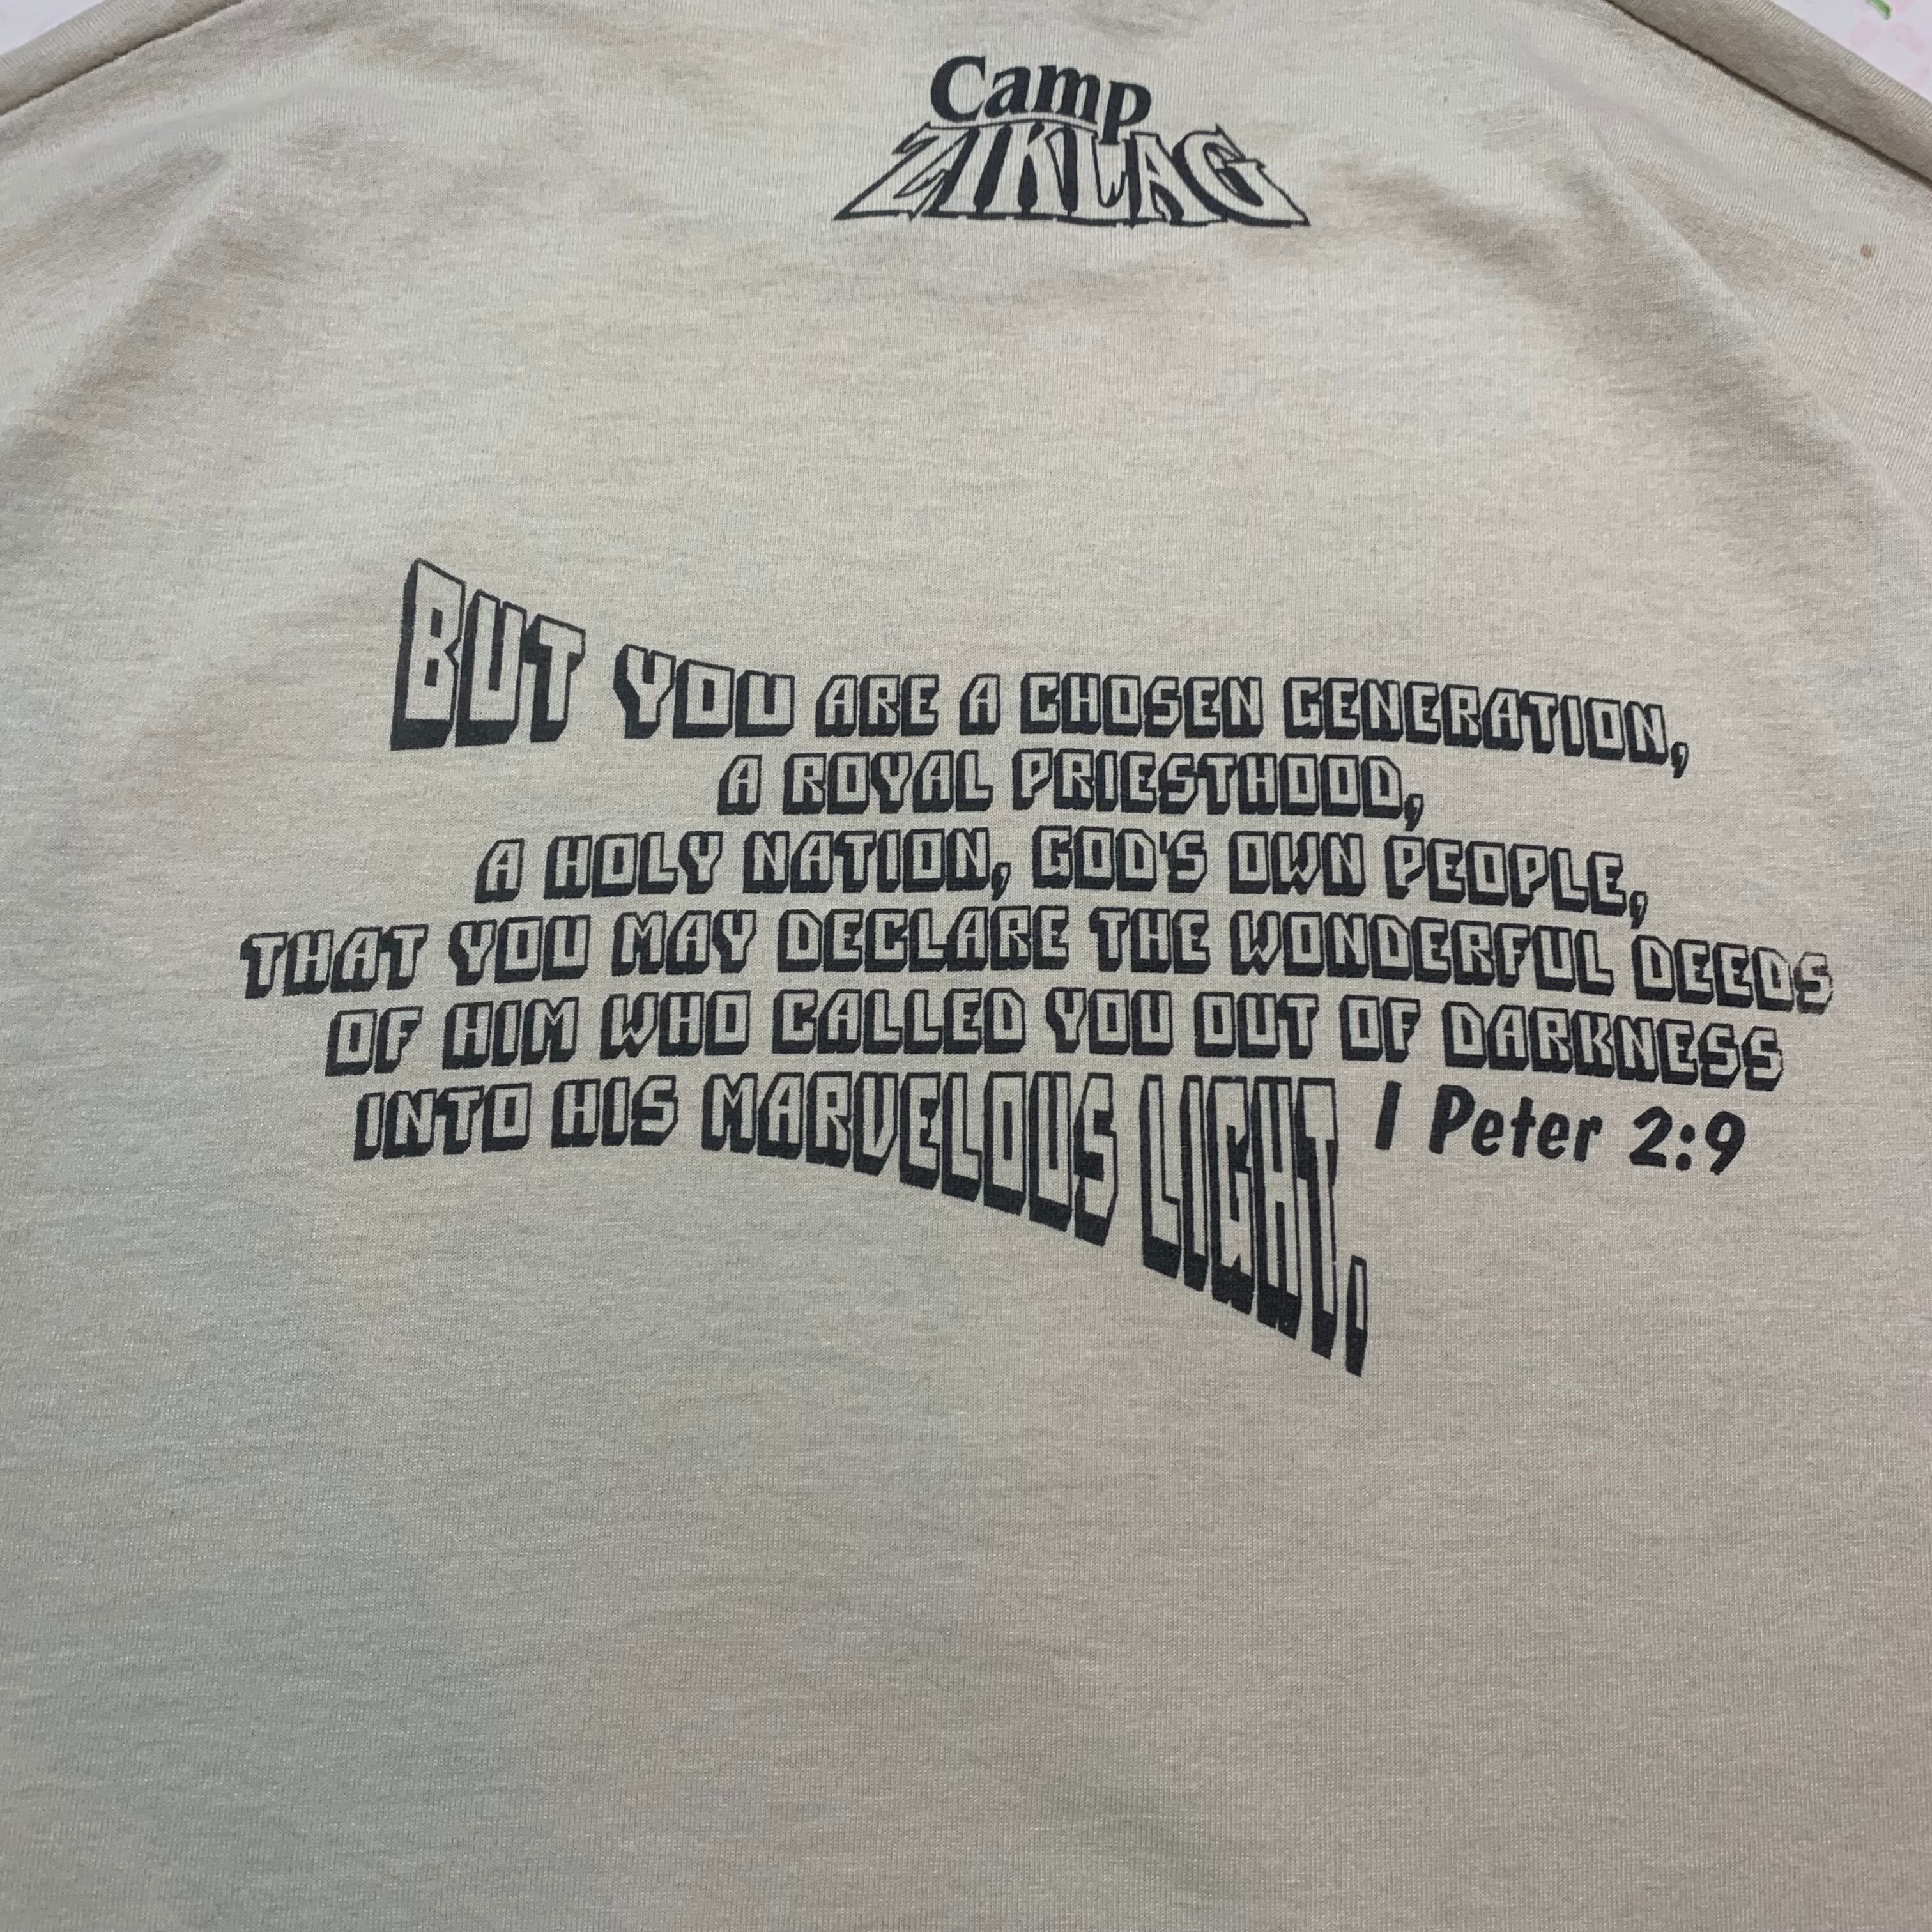 Camp
ZIKLAG
BUT YOU ARE A CHOSEN GENERATION,
A ROYAL PRIESTHOOD,
A HOLY NATION, GOD'S OWN PEOPLE,
THAT YOU MAY DECLARE THE WONDERFUL DEEDS
OF HIM WHO CALLED YOU OUT OF DARKNESS
INTO HIS MARVELOUS LIGHT. I Peter 2:9